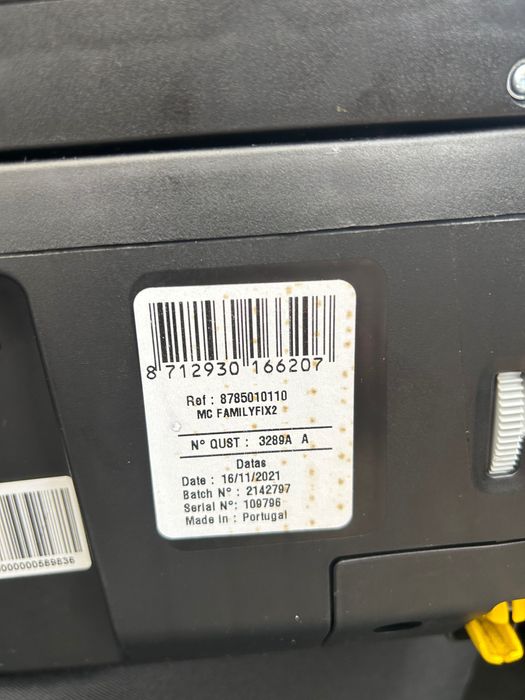 8 712930 166207
Ref : 8785010110
MC FAMILYFIX2
N° QUST : 3289A A
Datas
Date : 16/11/2021
Batch N° : 2142797
Serial N° : 109796
Made In : Portugal
000000589836